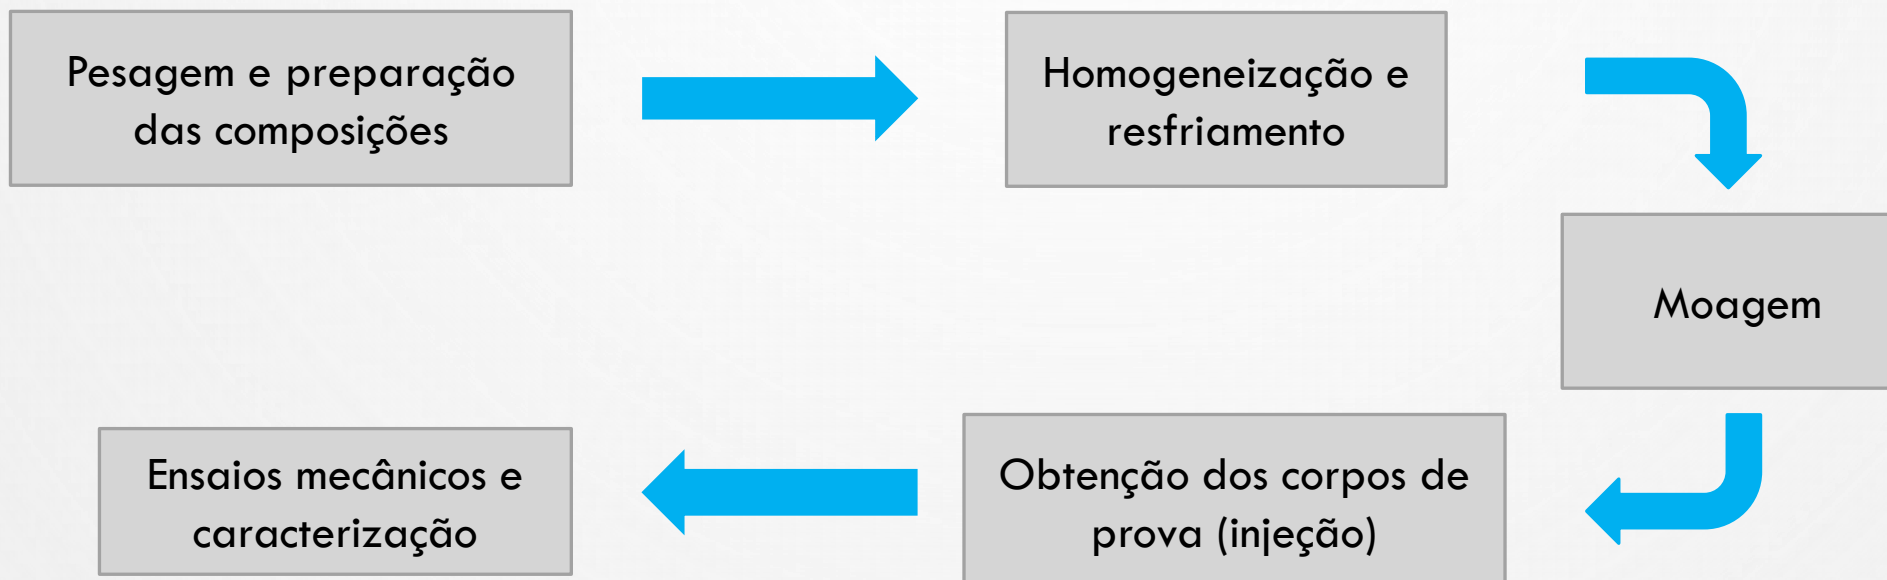 Pesagem e preparação
das composições
Homogeneização e
resfriamento
Moagem
Obtenção dos corpos de
prova (injeção)
Ensaios mecânicos e
caracterização